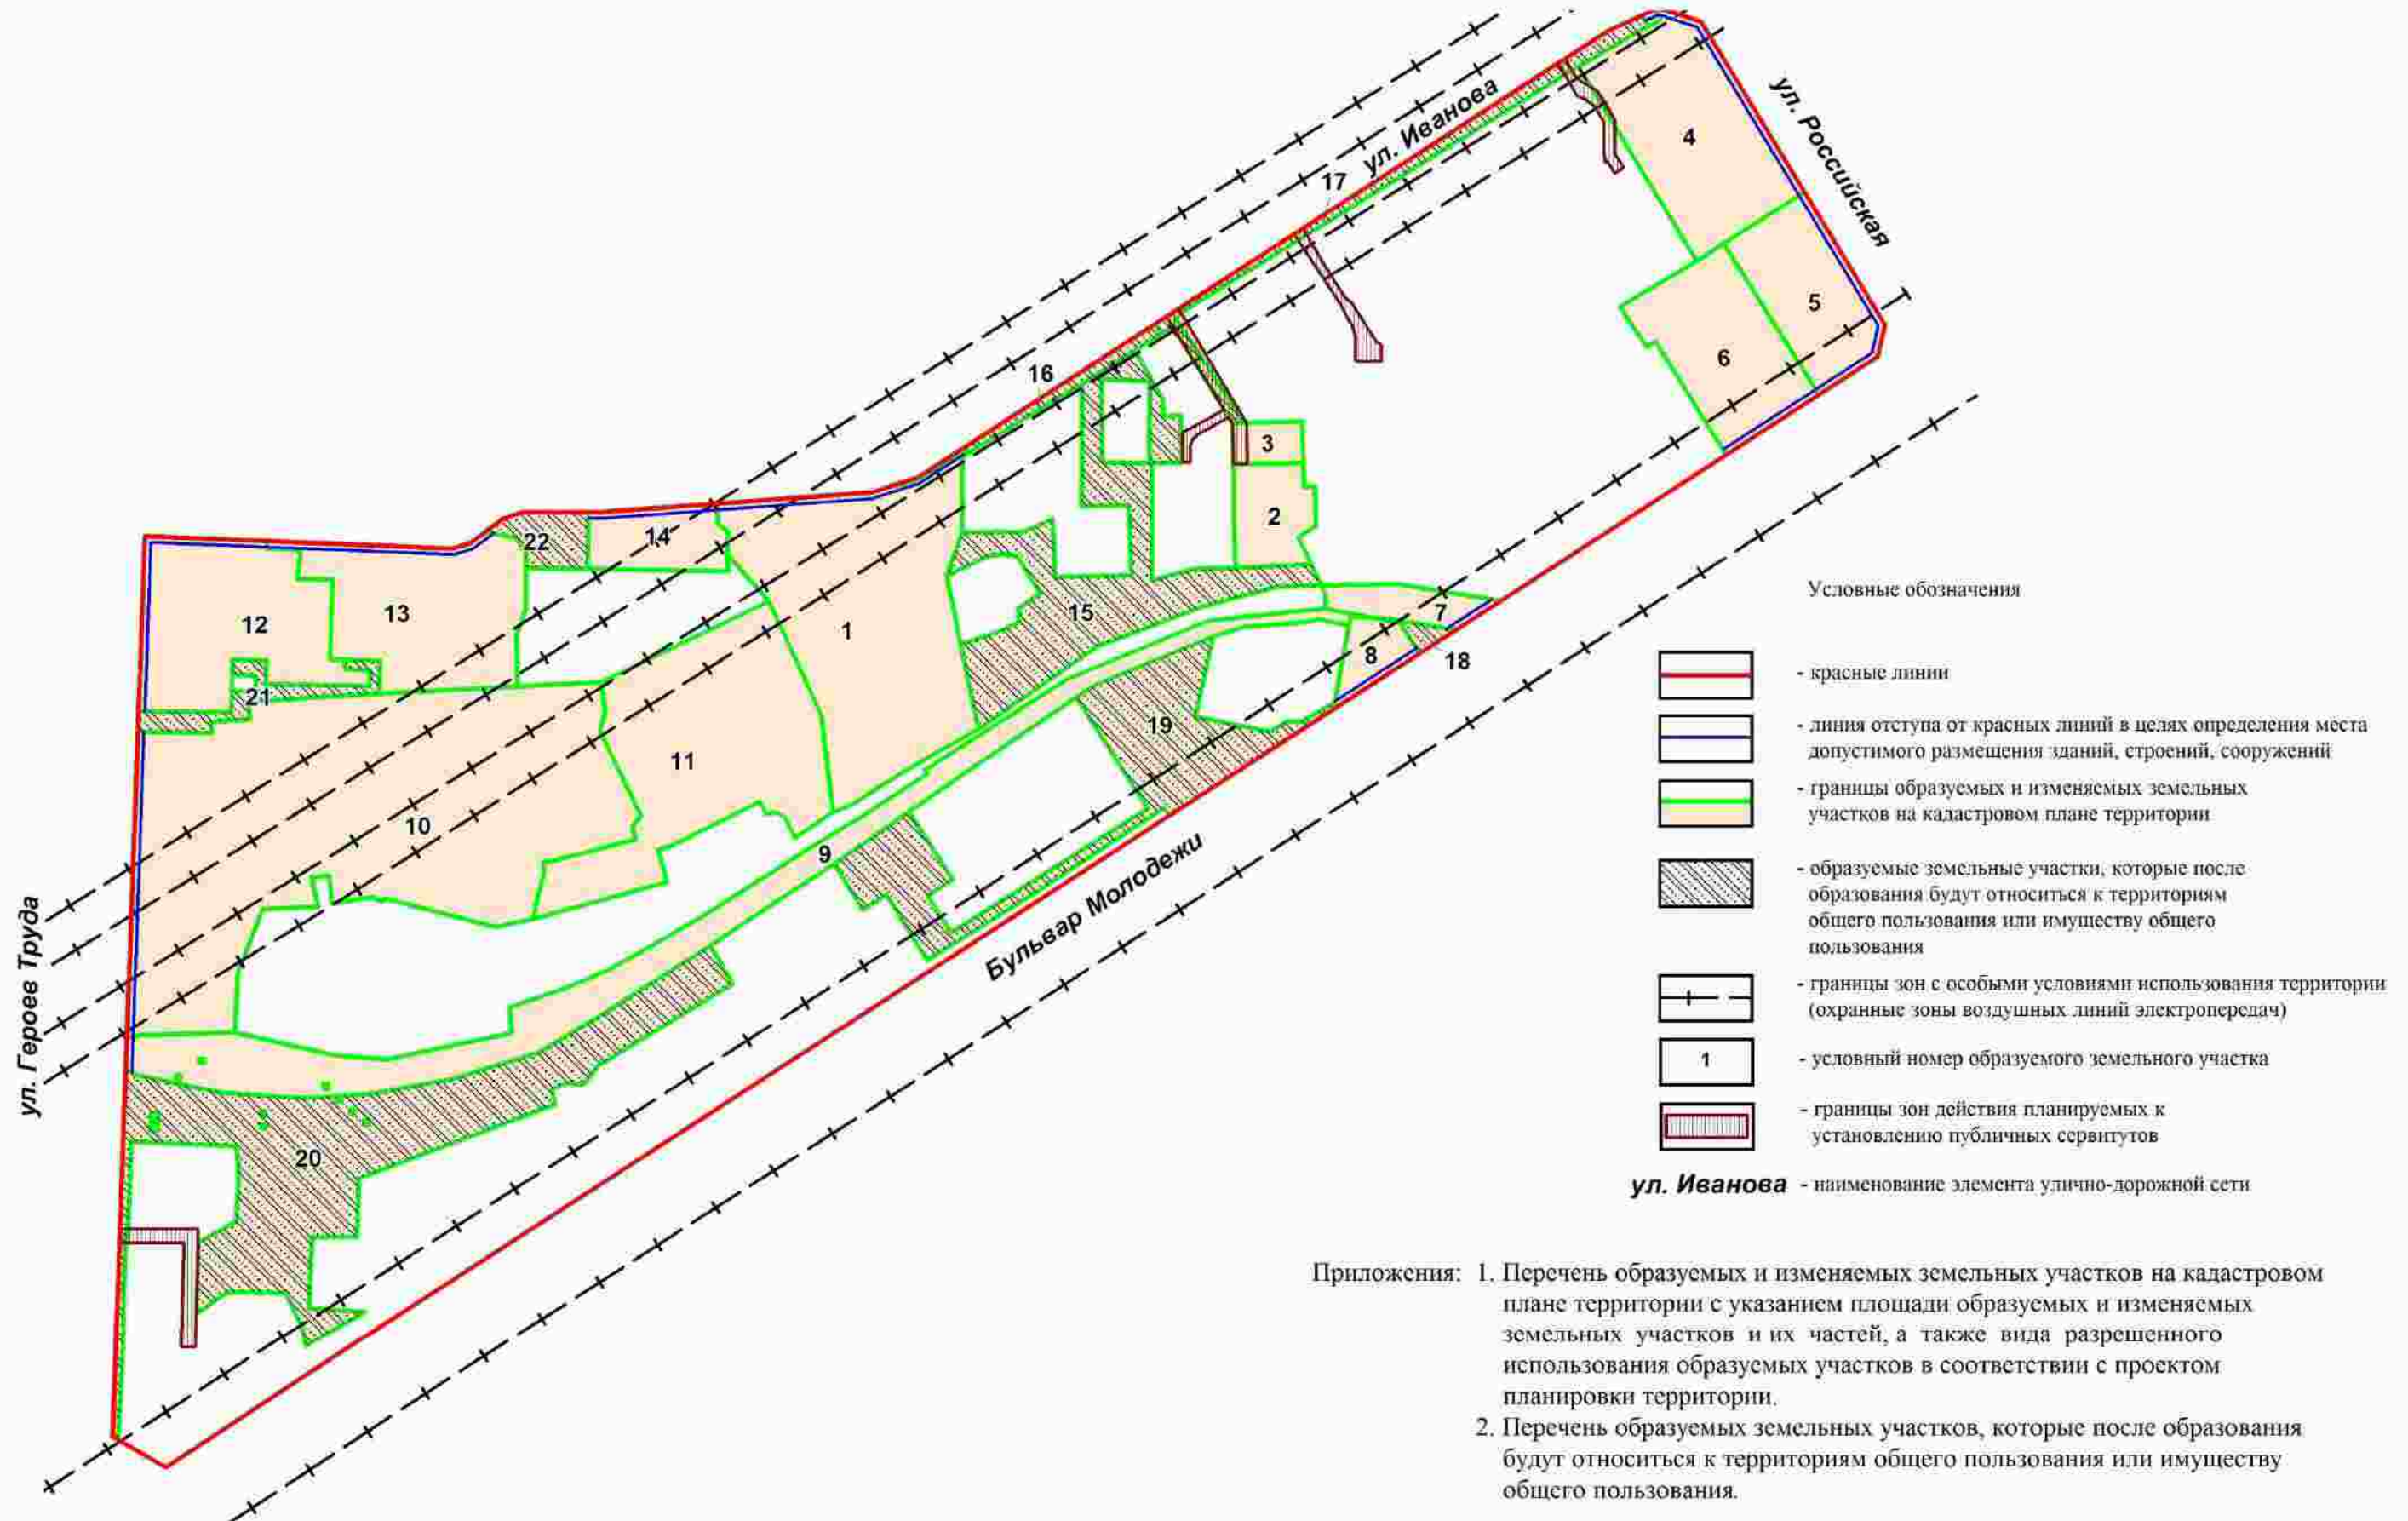 ул. Иванова
ул. Российская
17
4
5
6
16
3
2
14
22
13
12
1
15
7
8
18
21
19
11
10
9
20
ул. Героев Труда
Бульвар Молодежи
Условные обозначения
- красные линии
- линия отступа от красных линий в целях определения места
допустимого размещения зданий, строений, сооружений
- границы образуемых и изменяемых земельных
участков на кадастровом плане территории
- образуемые земельные участки, которые после
образования будут относиться к территориям
общего пользования или имуществу общего
пользования
- границы зон с особыми условиями использования территории
(охранные зоны воздушных линий электропередач)
1
- условный номер образуемого земельного участка
- границы зон действия планируемых к
установлению публичных сервитутов
ул. Иванова - наименование элемента улично-дорожной сети
Приложения: 1. Перечень образуемых и изменяемых земельных участков на кадастровом
плане территории с указанием площади образуемых и изменяемых
земельных участков и их частей, а также вида разрешенного
использования образуемых участков в соответствии с проектом
планировки территории.
2. Перечень образуемых земельных участков, которые после образования
будут относиться к территориям общего пользования или имуществу
общего пользования.